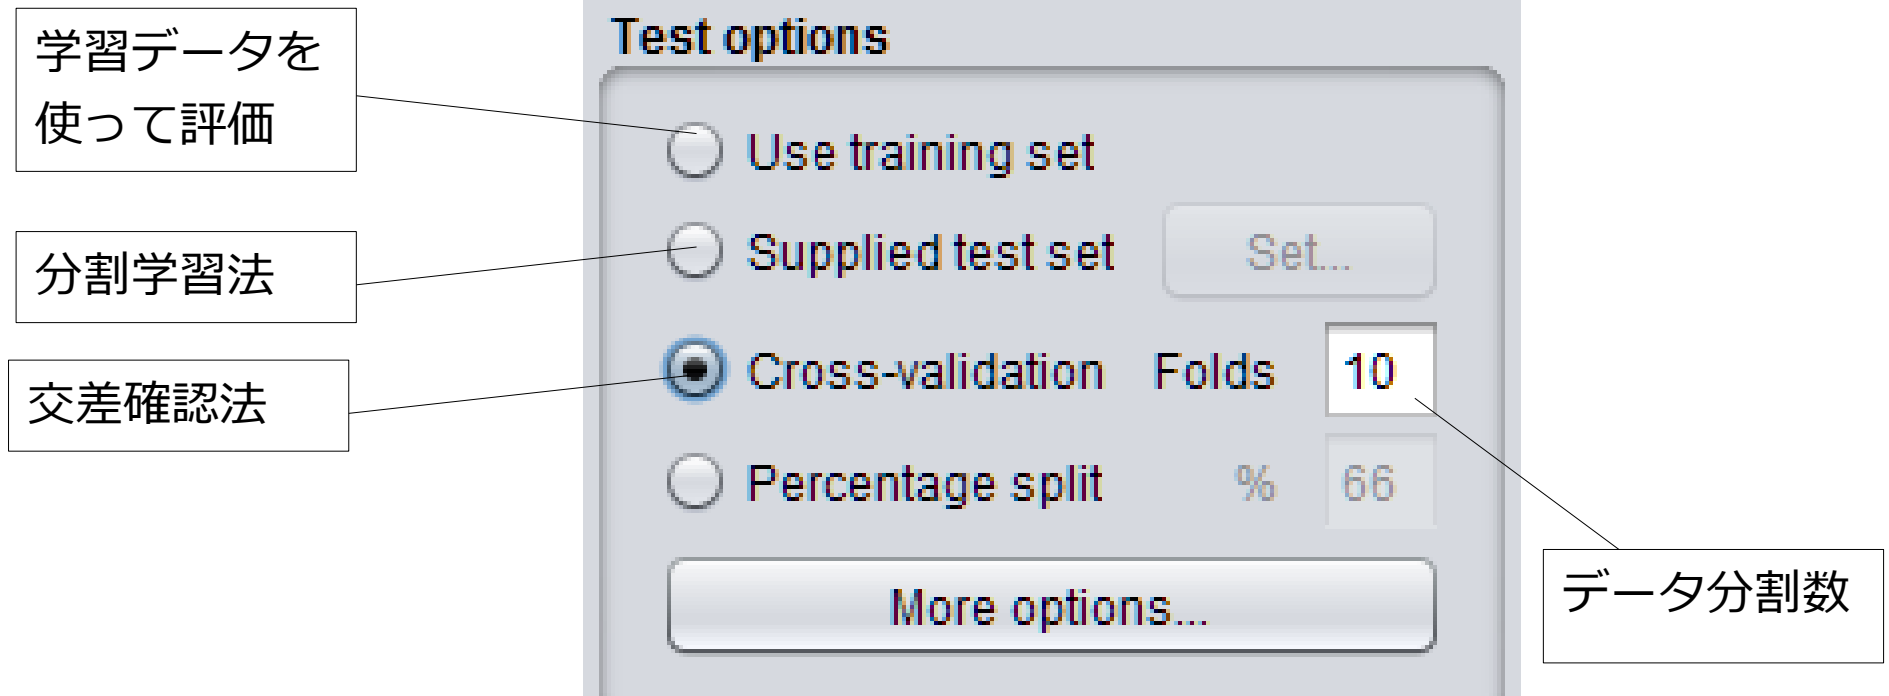 学習データを
使って評価
分割学習法
交差確認法
Test options
Use training set
Supplied test set Set...
Cross-validation Folds 10
Percentage split % 66
More options...
データ分割数